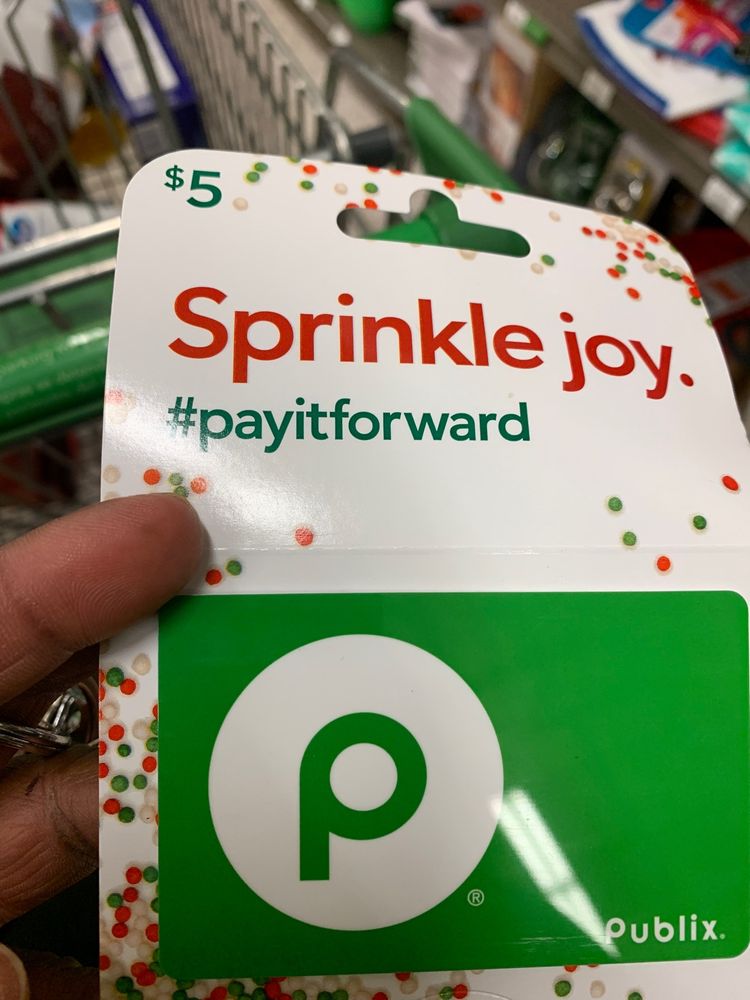 $5
Sprinkle joy.
#payitforward
p
®
Publix.